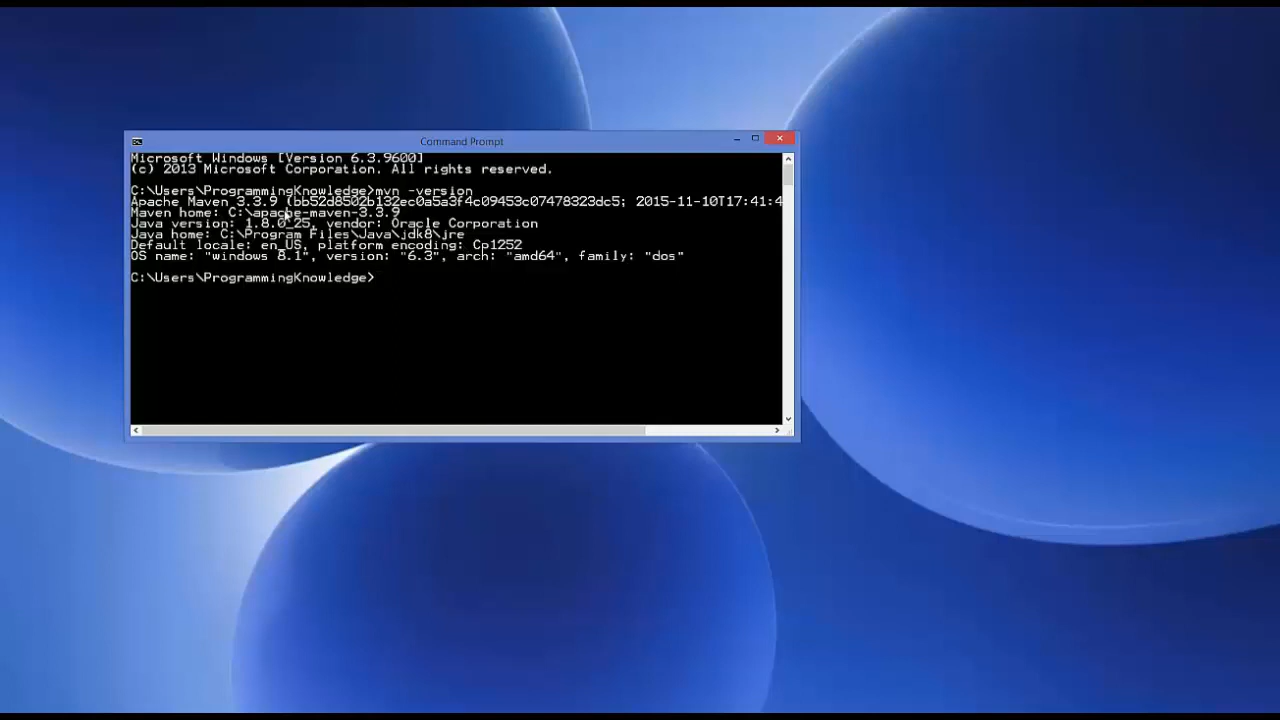 Command Prompt
Microsoft Windows [Version 6.3.9600]
(c) 2013 Microsoft Corporation. All rights reserved.
C:\Users\ProgrammingKnowledge>mvn -version
Apache Maven 3.3.9 (bb52d8502b132ec0a5a3f4c09453c07478323dc5; 2015-11-10T17:41:4
Maven home: C:\apache-maven-3.3.9
Java version: 1.8.0_25, vendor: Oracle Corporation
Java home: C:\Program Files\Java\jdk8\jre
Default locale: en_US, platform encoding: Cp1252
OS name: "windows 8.1", version: "6.3", arch: "amd64", family: "dos"
C:\Users\ProgrammingKnowledge>